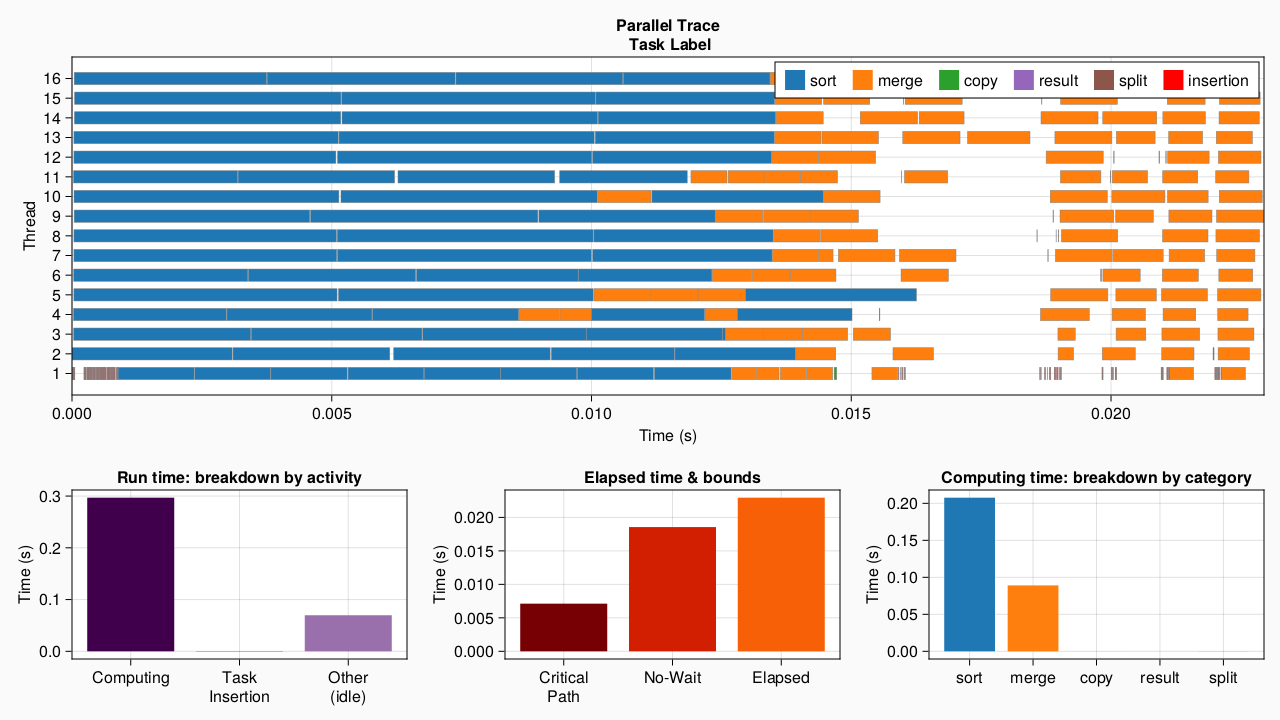 Parallel Trace
Task Label
sort merge copy result split insertion
Thread
16
15
14
13
12
11
10
9
8
7
6
5
4
3
2
1
0.000 0.005 0.010 0.015 0.020
Time (s)
Run time: breakdown by activity
Time (s)
0.3
0.2
0.1
0.0
Computing
Task
Insertion
Other
(idle)
Elapsed time & bounds
Time (s)
0.020
0.015
0.010
0.005
0.000
Critical
Path
No-Wait
Elapsed
Computing time: breakdown by category
Time (s)
0.20
0.15
0.10
0.05
0.00
sort merge copy result split